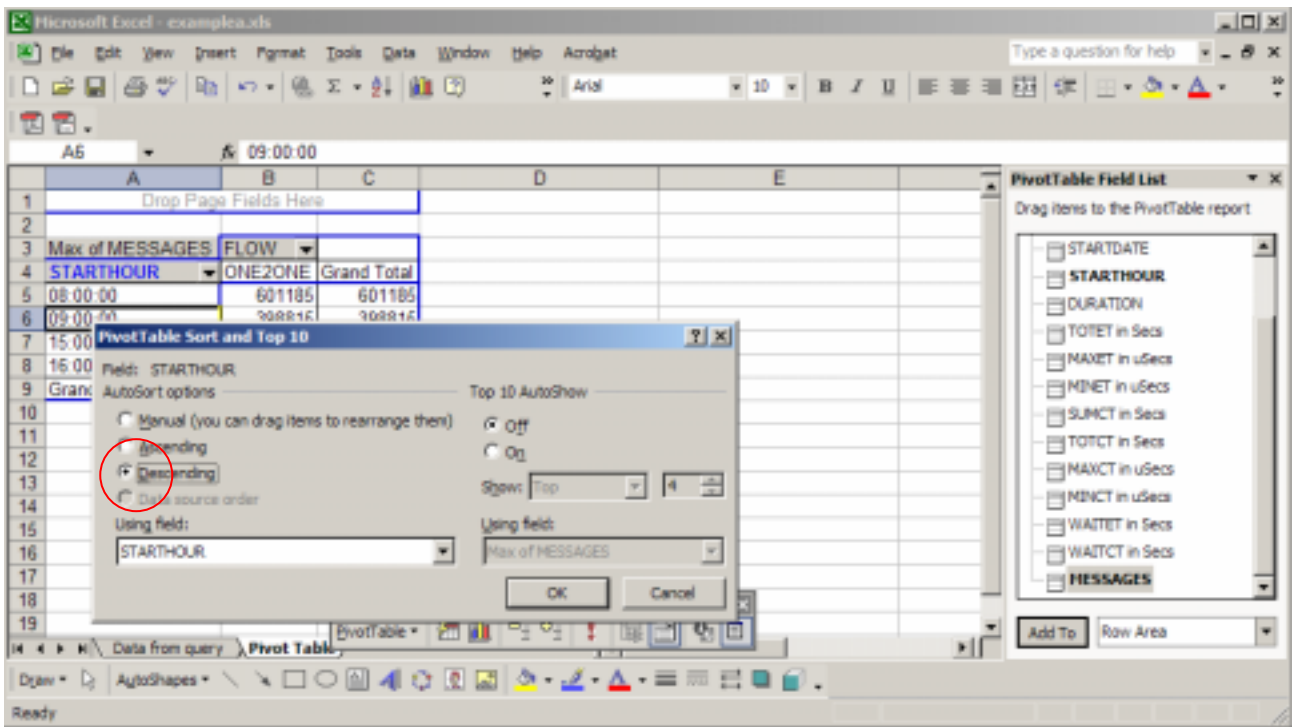 Microsoft Excel - examplea.xls
File Edit View Insert Format Tools Data Window Help Acrobat Type a question for help
Arial 10 B I U
A6 fx 09:00:00
A B C D E
PivotTable Field List
Drag items to the PivotTable report
1 Drop Page Fields Here
2
3 Max of MESSAGES FLOW
4 STARTHOUR ONE2ONE Grand Total
5 08:00:00 601185 601185
6 09:00:00 398816 398816
7 15:00
8 16:00
9 Grand
10
11
12
13
14
15
16
17
18
19
PivotTable Sort and Top 10
Field: STARTHOUR
AutoSort options
Manual (you can drag items to rearrange them)
Ascending
Descending
Data source order
Using field:
STARTHOUR
Top 10 AutoShow
Off
On
Show: Top 4
Using field:
Max of MESSAGES
OK Cancel
STARTDATE
STARTHOUR
DURATION
TOTET in Secs
MAXET in uSecs
MINET in uSecs
SUMCT in Secs
TOTCT in Secs
MAXCT in uSecs
MINCT in uSecs
WAITET in Secs
WAITCT in Secs
MESSAGES
Add To Row Area
PivotTable
Data from query Pivot Table
Draw AutoShapes
Ready